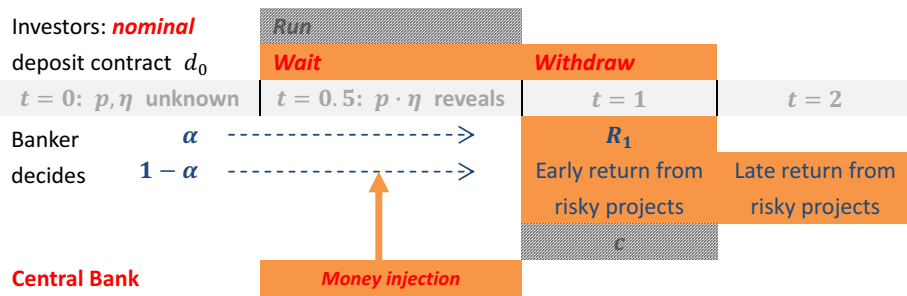 Investors: nominal Run
deposit contract d₀ Wait Withdraw
t = 0: p, η unknown t = 0.5: p · η reveals t = 1 t = 2
Banker α R₁
decides 1 − α Early return from Late return from
risky projects risky projects
c
Central Bank Money injection